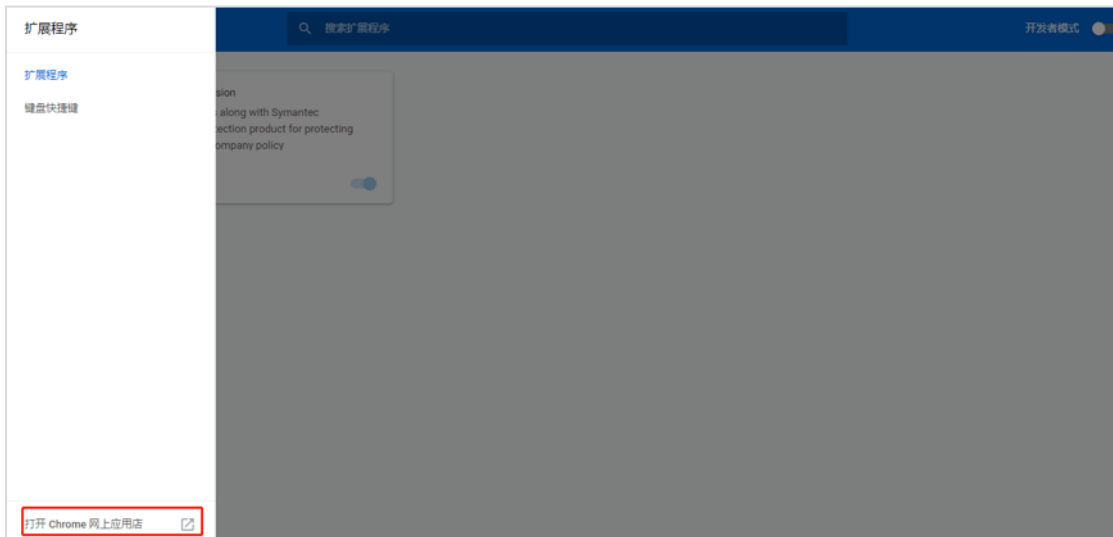 扩展程序
搜索扩展程序
开发者模式
扩展程序
键盘快捷键
sion
along with Symantec
ection product for protecting
ompany policy
打开 Chrome 网上应用店